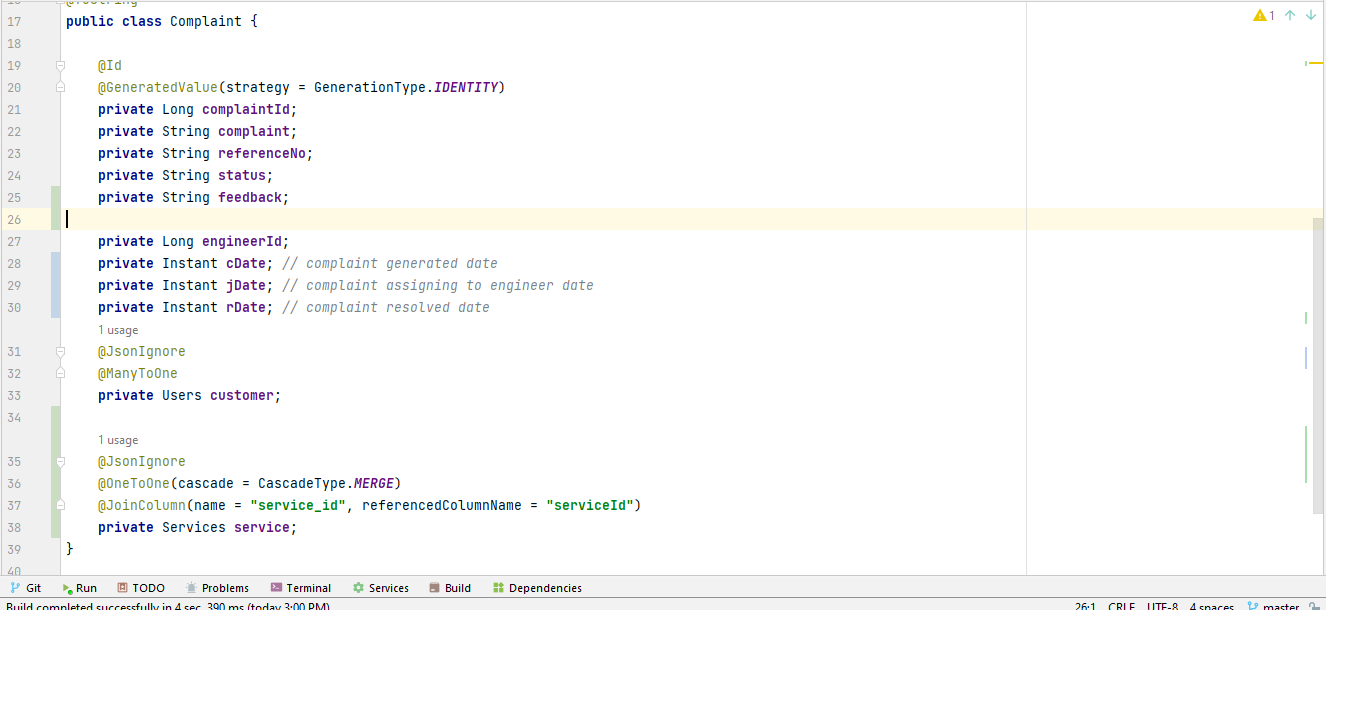 16 @ToString
17 public class Complaint {
1
18
19 @Id
20 @GeneratedValue(strategy = GenerationType.IDENTITY)
21 private Long complaintId;
22 private String complaint;
23 private String referenceNo;
24 private String status;
25 private String feedback;
26
27 private Long engineerId;
28 private Instant cDate; // complaint generated date
29 private Instant jDate; // complaint assigning to engineer date
30 private Instant rDate; // complaint resolved date
1 usage
31 @JsonIgnore
32 @ManyToOne
33 private Users customer;
34
1 usage
35 @JsonIgnore
36 @OneToOne(cascade = CascadeType.MERGE)
37 @JoinColumn(name = "service_id", referencedColumnName = "serviceId")
38 private Services service;
39 }
40
Git Run TODO Problems Terminal Services Build Dependencies
Build completed successfully in 4 sec, 390 ms (today 3:00 PM) 26:1 CRLF UTF-8 4 spaces master